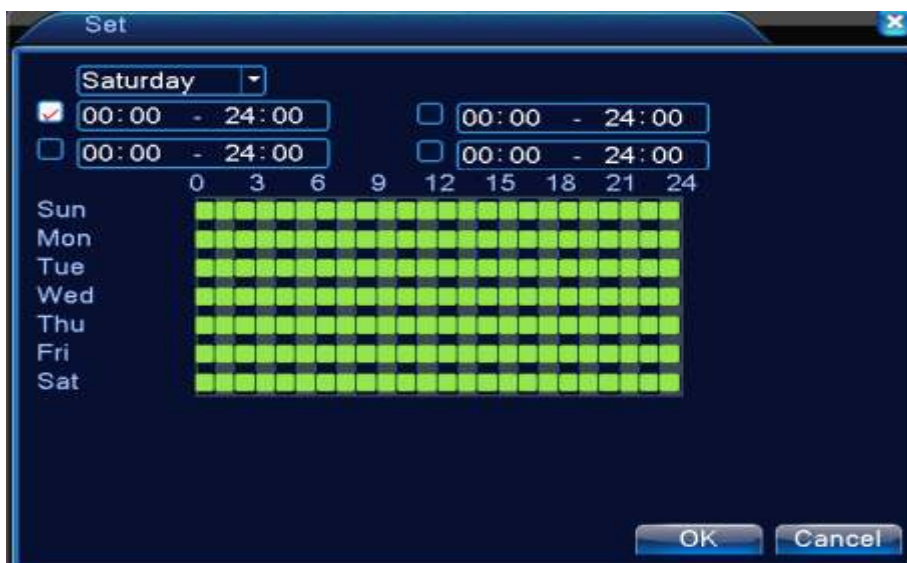 Set
Saturday
00:00 - 24:00 00:00 - 24:00
00:00 - 24:00 00:00 - 24:00
0 3 6 9 12 15 18 21 24
Sun
Mon
Tue
Wed
Thu
Fri
Sat
OK Cancel